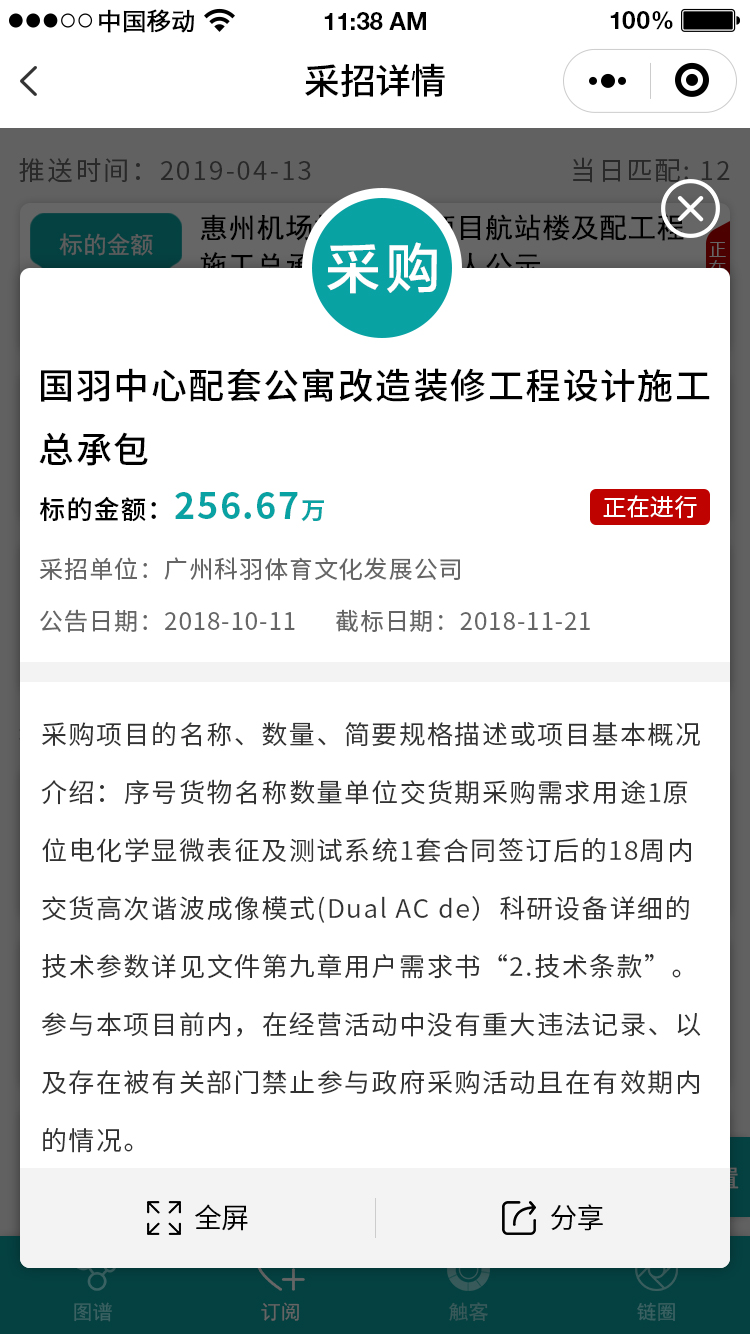 中国移动 11:38 AM 100%
采招详情
推送时间：2019-04-13 当日匹配: 12
标的金额
惠州机场 目航站楼及配工程
正
采购
国羽中心配套公寓改造装修工程设计施工
总承包
标的金额：256.67万 正在进行
采招单位：广州科羽体育文化发展公司
公告日期：2018-10-11 截标日期：2018-11-21
采购项目的名称、数量、简要规格描述或项目基本概况
介绍：序号货物名称数量单位交货期采购需求用途1原
位电化学显微表征及测试系统1套合同签订后的18周内
交货高次谐波成像模式(Dual AC de）科研设备详细的
技术参数详见文件第九章用户需求书“2.技术条款”。
参与本项目前内，在经营活动中没有重大违法记录、以
及存在被有关部门禁止参与政府采购活动且在有效期内
的情况。
全屏 分享
图谱 订阅 触客 链圈